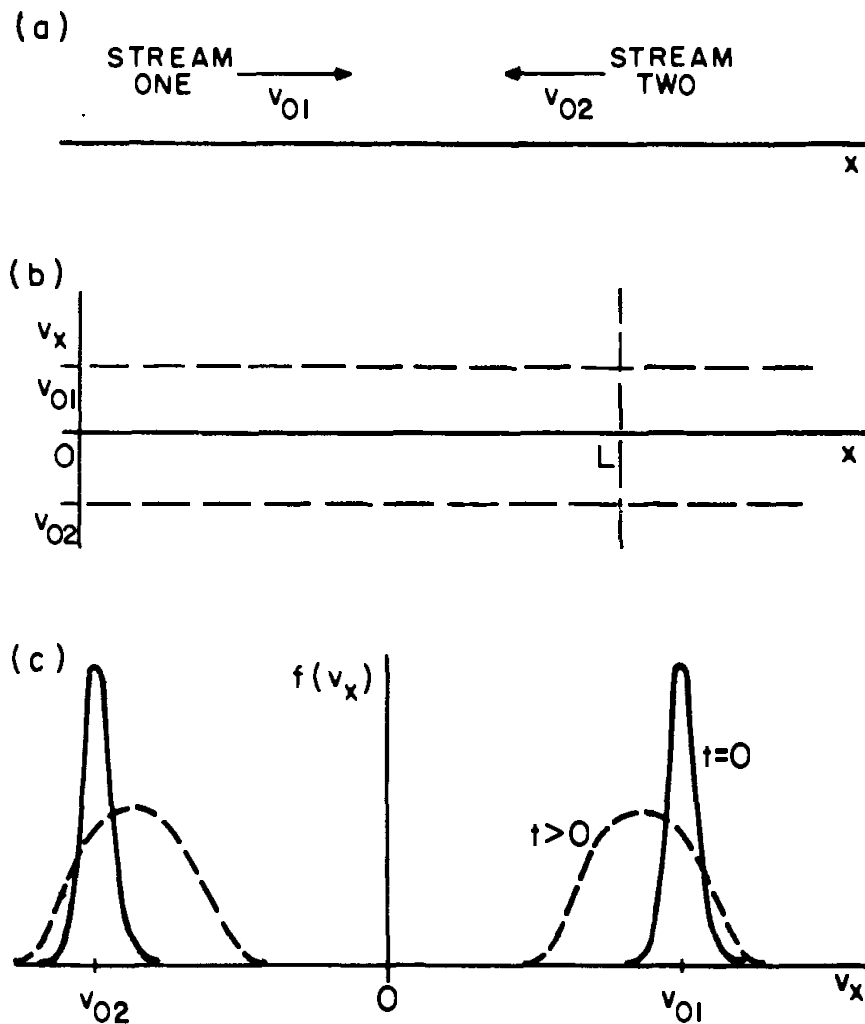 (a)
STREAM ONE
v01
STREAM TWO
v02
x
(b)
vx
v01
0
L
x
v02
(c)
f(vx)
t=0
t>0
v02
0
v01
vx